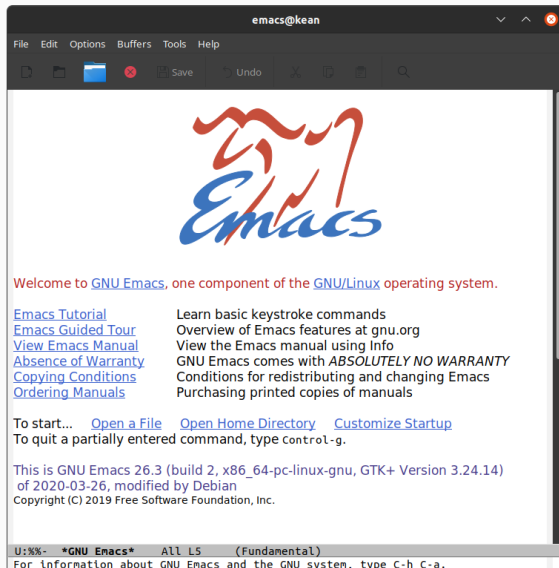 emacs@kean
File Edit Options Buffers Tools Help
Save Undo
Emacs
Welcome to GNU Emacs, one component of the GNU/Linux operating system.
Emacs Tutorial Learn basic keystroke commands
Emacs Guided Tour Overview of Emacs features at gnu.org
View Emacs Manual View the Emacs manual using Info
Absence of Warranty GNU Emacs comes with ABSOLUTELY NO WARRANTY
Copying Conditions Conditions for redistributing and changing Emacs
Ordering Manuals Purchasing printed copies of manuals
To start... Open a File Open Home Directory Customize Startup
To quit a partially entered command, type Control-g.
This is GNU Emacs 26.3 (build 2, x86_64-pc-linux-gnu, GTK+ Version 3.24.14)
of 2020-03-26, modified by Debian
Copyright (C) 2019 Free Software Foundation, Inc.
U:%%- *GNU Emacs* All L5 (Fundamental)
For information about GNU Emacs and the GNU system, type C-h C-a.